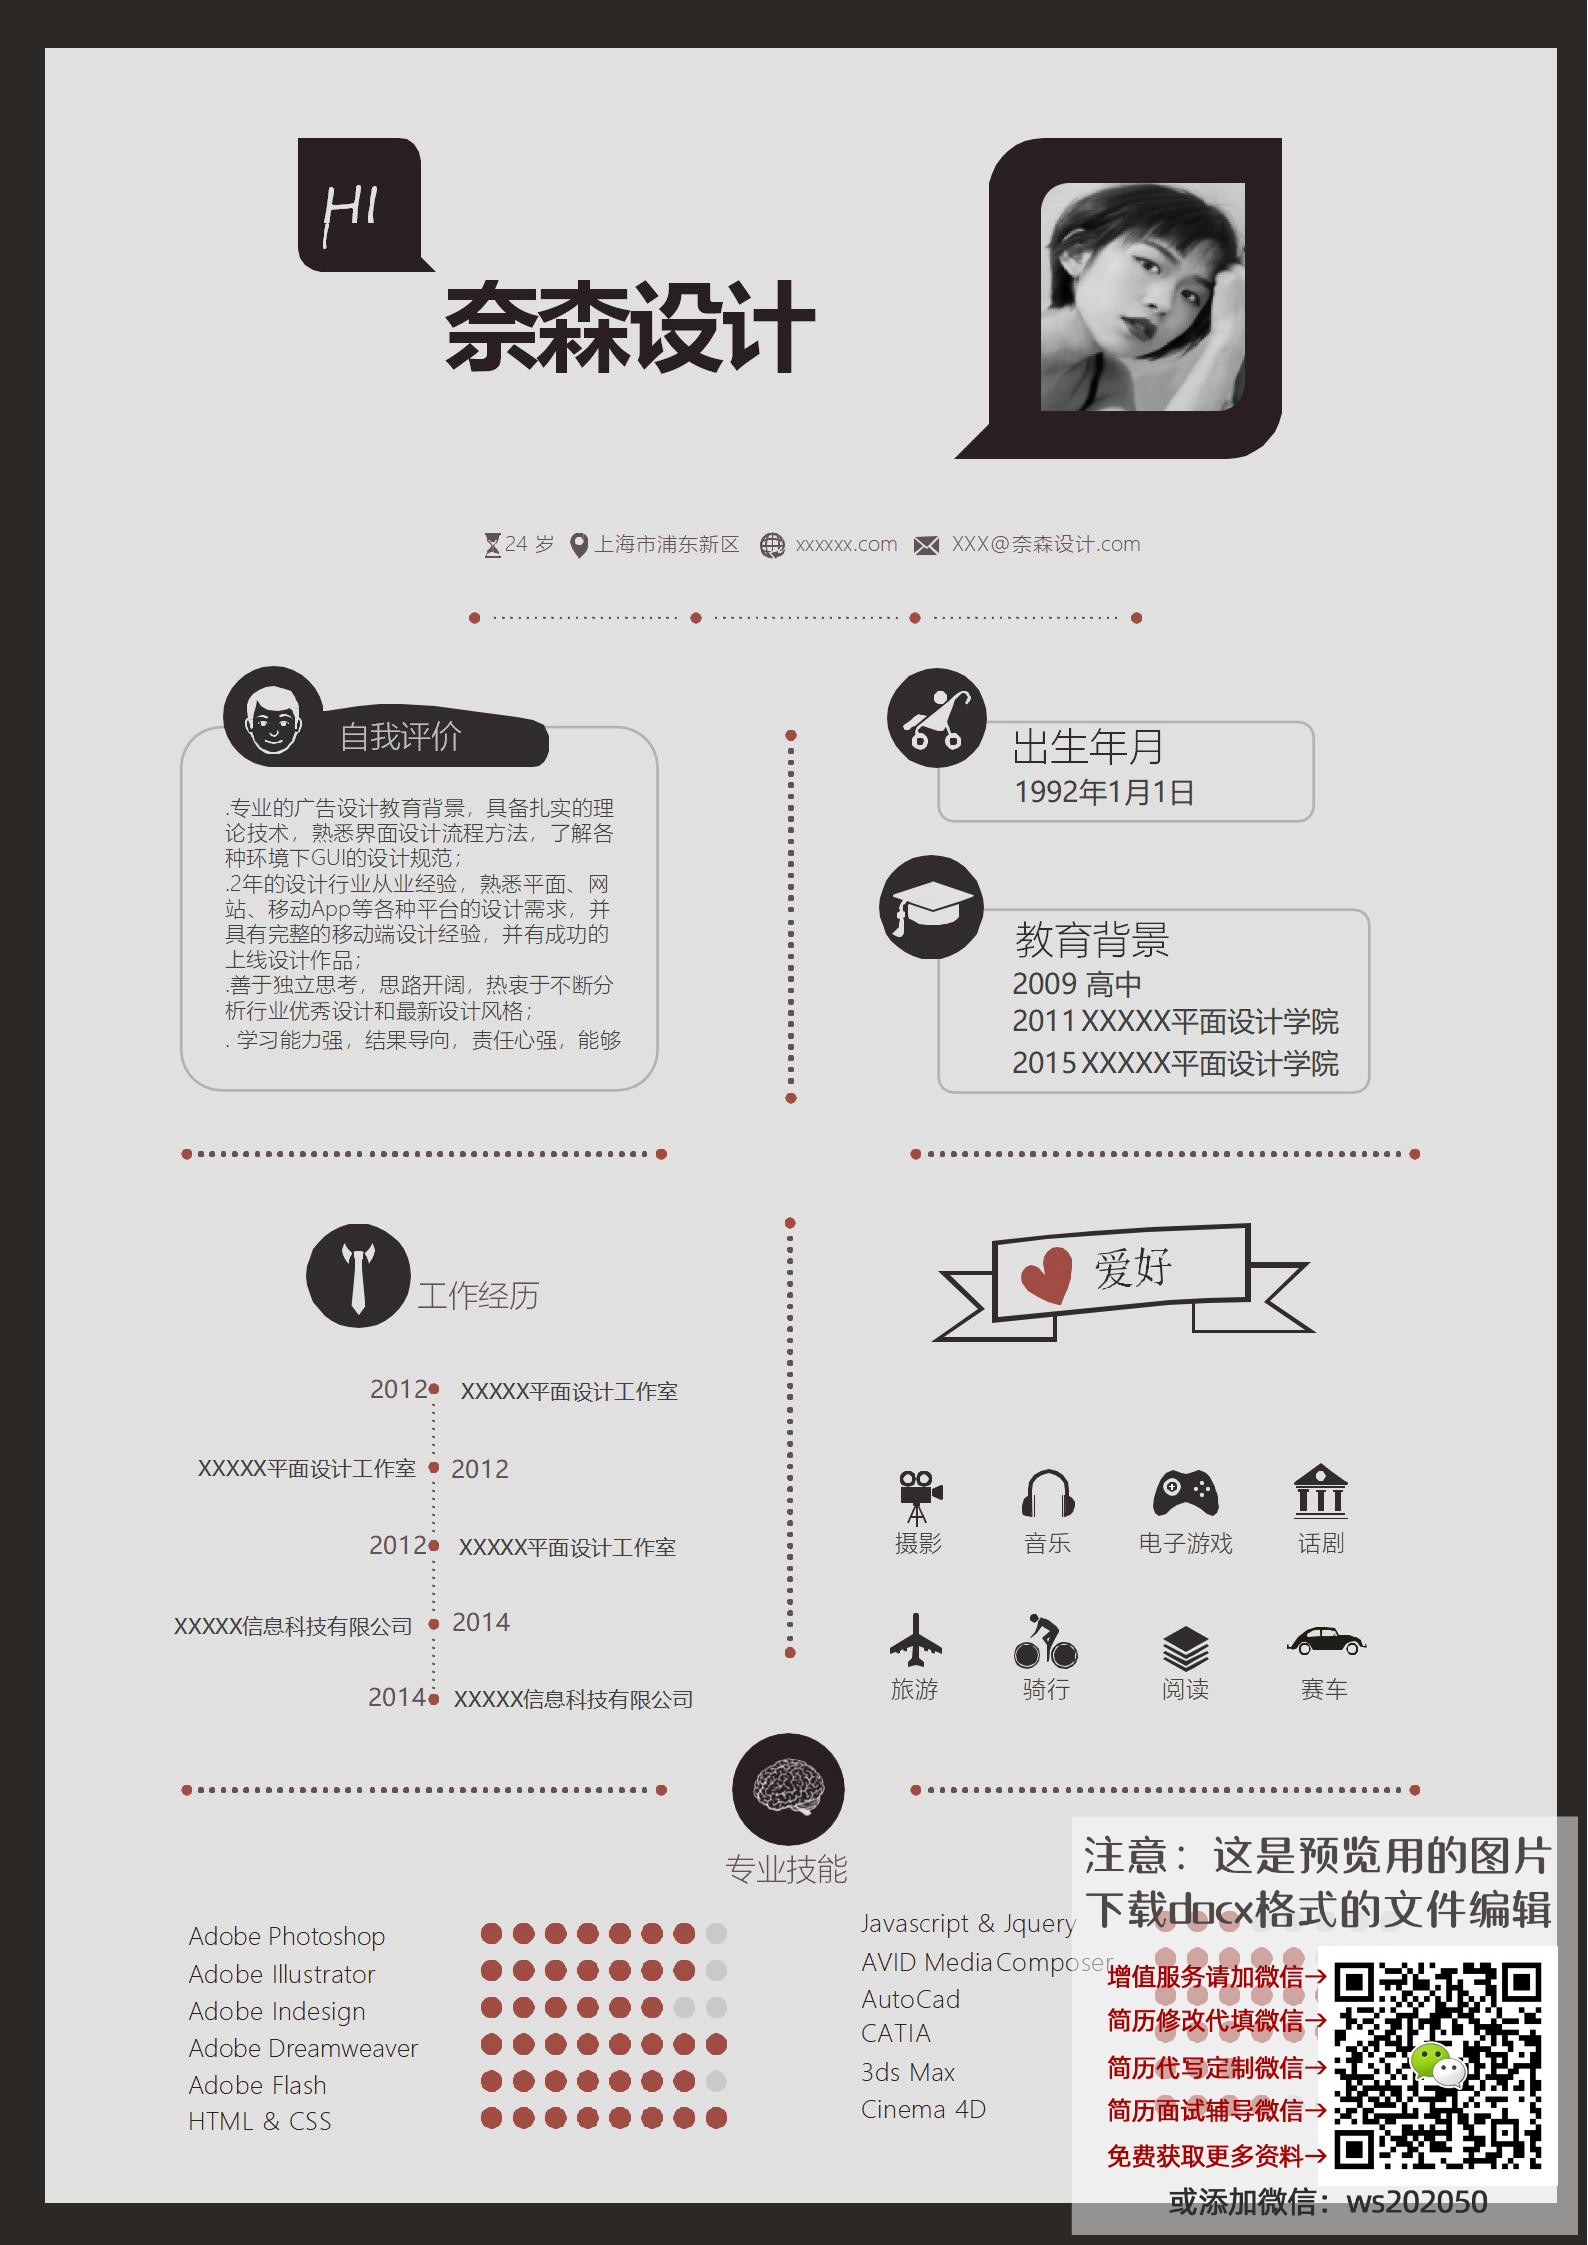 HI
奈森设计
24 岁 上海市浦东新区 xxxxxx.com XXX@奈森设计.com
自我评价
.专业的广告设计教育背景，具备扎实的理
论技术，熟悉界面设计流程方法，了解各
种环境下GUI的设计规范；
.2年的设计行业从业经验，熟悉平面、网
站、移动App等各种平台的设计需求，并
具有完整的移动端设计经验，并有成功的
上线设计作品；
.善于独立思考，思路开阔，热衷于不断分
析行业优秀设计和最新设计风格；
. 学习能力强，结果导向，责任心强，能够
出生年月
1992年1月1日
教育背景
2009 高中
2011 XXXXX平面设计学院
2015 XXXXX平面设计学院
工作经历
2012 XXXXX平面设计工作室
XXXXX平面设计工作室 2012
2012 XXXXX平面设计工作室
XXXXX信息科技有限公司 2014
2014 XXXXX信息科技有限公司
爱好
摄影 音乐 电子游戏 话剧
旅游 骑行 阅读 赛车
专业技能
Adobe Photoshop
Adobe Illustrator
Adobe Indesign
Adobe Dreamweaver
Adobe Flash
HTML & CSS
Javascript & Jquery
AVID Media Composer
AutoCad
CATIA
3ds Max
Cinema 4D
注意：这是预览用的图片
下载docx格式的文件编辑
增值服务请加微信→
简历修改代填微信→
简历代写定制微信→
简历面试辅导微信→
免费获取更多资料→
或添加微信：ws202050